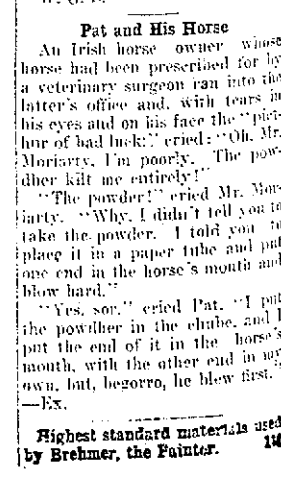 Pat and His Horse
An Irish horse owner whose
horse had been prescribed for by
a veterinary surgeon ran into the
latter's office and, with tears in
his eyes and on his face the "pict-
hur of bad luck," cried: "Oh, Mr.
Moriarty, I'm poorly. The pow-
dher kilt me entirely!"
"The powder!" cried Mr. Mor-
iarty. "Why, I didn't tell you to
take the powder. I told you to
place it in a paper tube and put
one end in the horse's mouth and
blow hard."
"Yes, sor," cried Pat. "I put
the powdher in the chube, and I
put the end of it in the horse's
mouth, with the other end in my
own, but, begorro, he blew first."
—Ex.
Highest standard materials used
by Brehmer, the Painter.